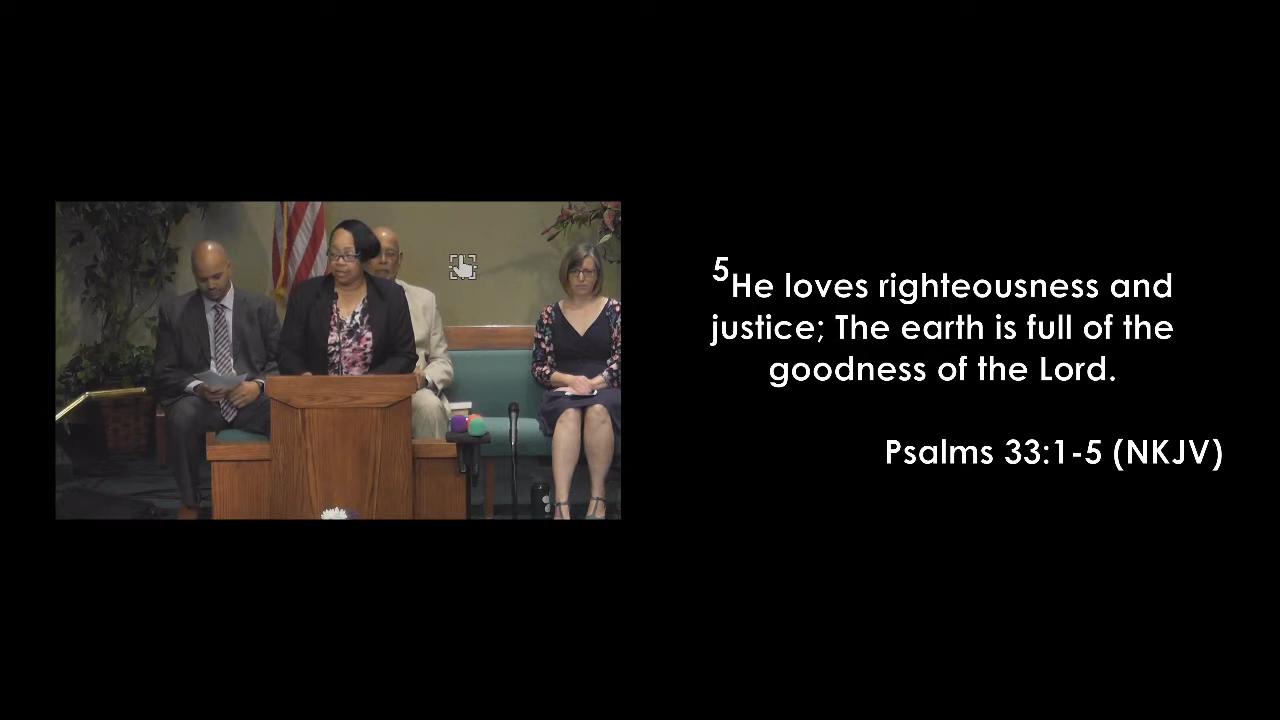 5He loves righteousness and
justice; The earth is full of the
goodness of the Lord.
Psalms 33:1-5 (NKJV)